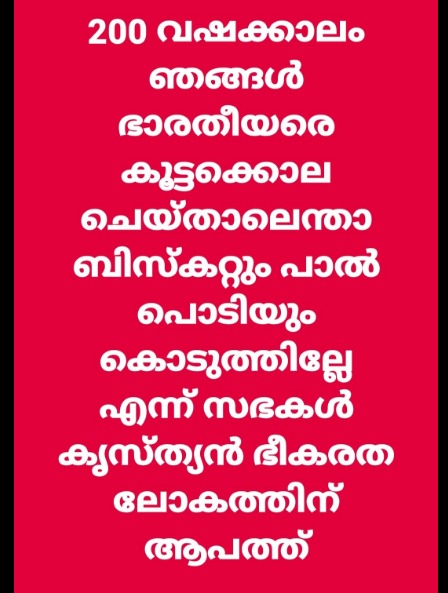 200 വഷക്കാലം
ഞങ്ങൾ
ഭാരതീയരെ
കൂട്ടക്കൊല
ചെയ്താലെന്താ
ബിസ്കറ്റും പാൽ
പൊടിയും
കൊടുത്തില്ലേ
എന്ന് സഭകൾ
കൃസ്ത്യൻ ഭീകരത
ലോകത്തിന്
ആപത്ത്